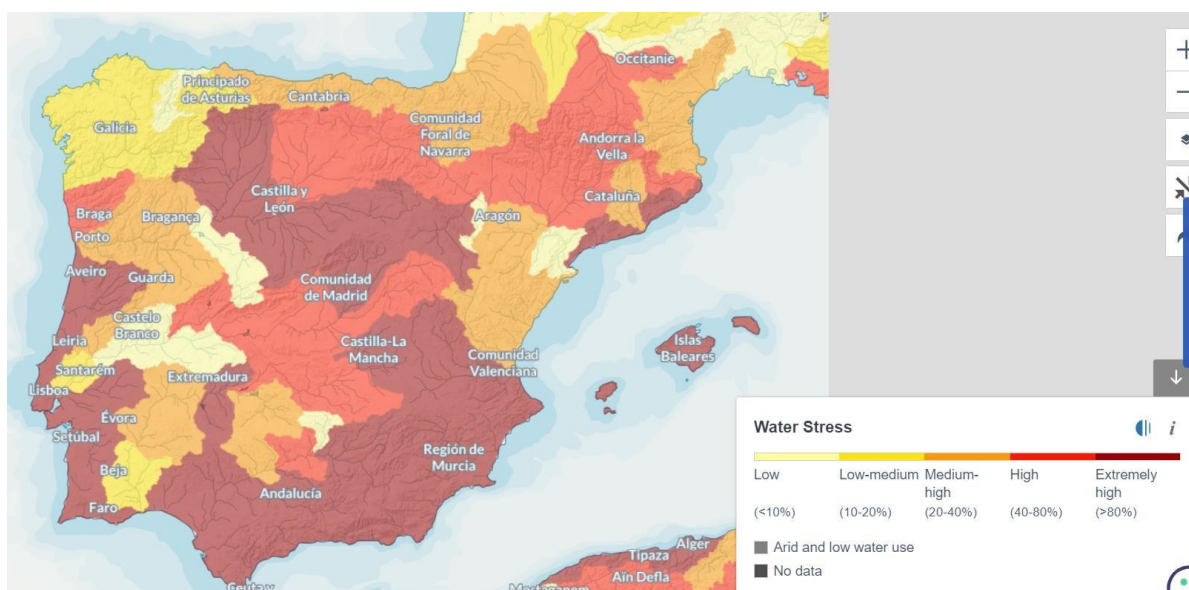 Occitanie
Principado
de Asturias
Cantabria
Galicia
Comunidad
Foral de
Navarra
Andorra la
Vella
Castilla y
León
Cataluña
Braga
Bragança
Aragón
Porto
Aveiro
Guarda
Comunidad
de Madrid
Castelo
Branco
Leiria
Castilla-La
Mancha
Islas
Baleares
Comunidad
Valenciana
Santarém
Extremadura
Lisboa
Évora
Setúbal
Región de
Murcia
Beja
Andalucía
Faro
Tipaza
Alger
Aïn Defla
Mostaganem
Ceuta y
Water Stress
i
Low
Low-medium
Medium-
high
High
Extremely
high
(<10%)
(10-20%)
(20-40%)
(40-80%)
(>80%)
Arid and low water use
No data